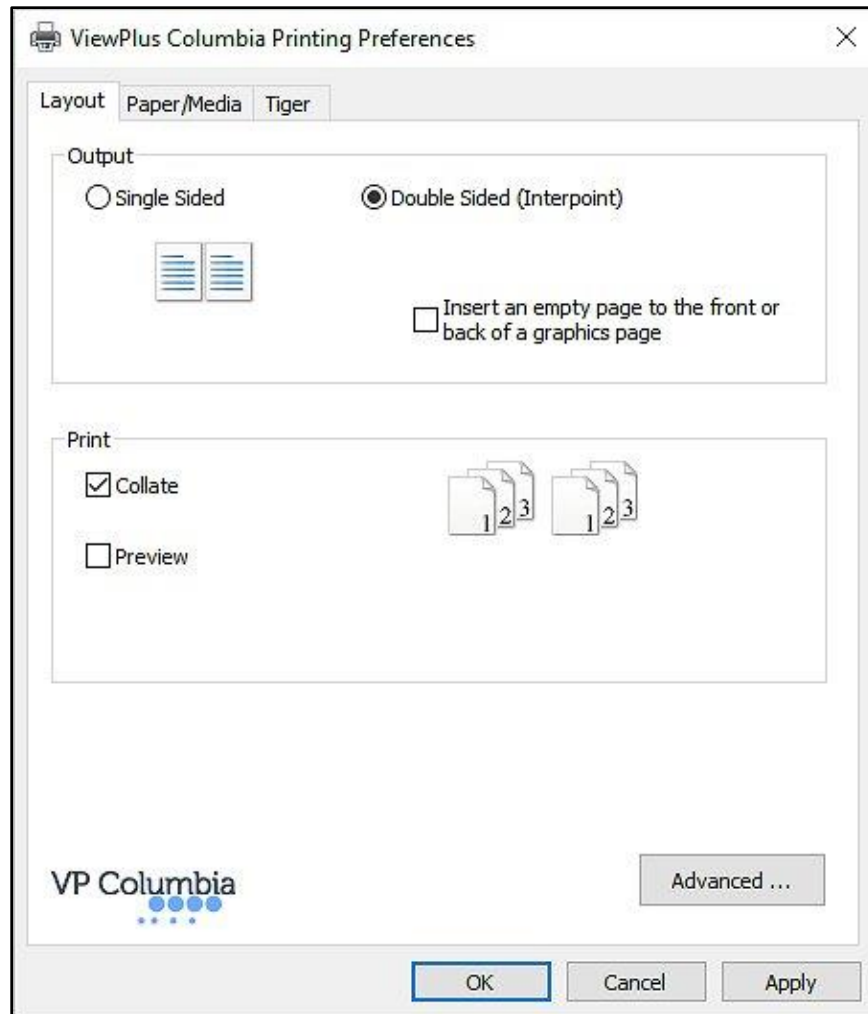 ViewPlus Columbia Printing Preferences
Layout
Paper/Media
Tiger
Output
Single Sided
Double Sided (Interpoint)
Insert an empty page to the front or
back of a graphics page
Print
Collate
1 2 3
1 2 3
Preview
VP Columbia
Advanced ...
OK
Cancel
Apply